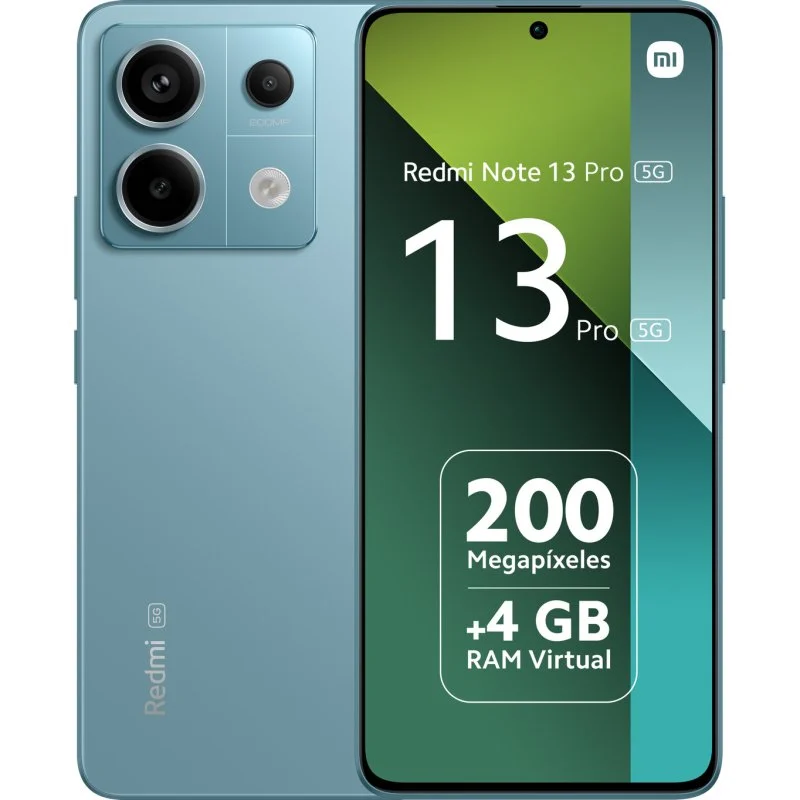 200MP
Redmi 5G
mi
Redmi Note 13 Pro 5G
13 Pro 5G
200
Megapíxeles
+4 GB
RAM Virtual